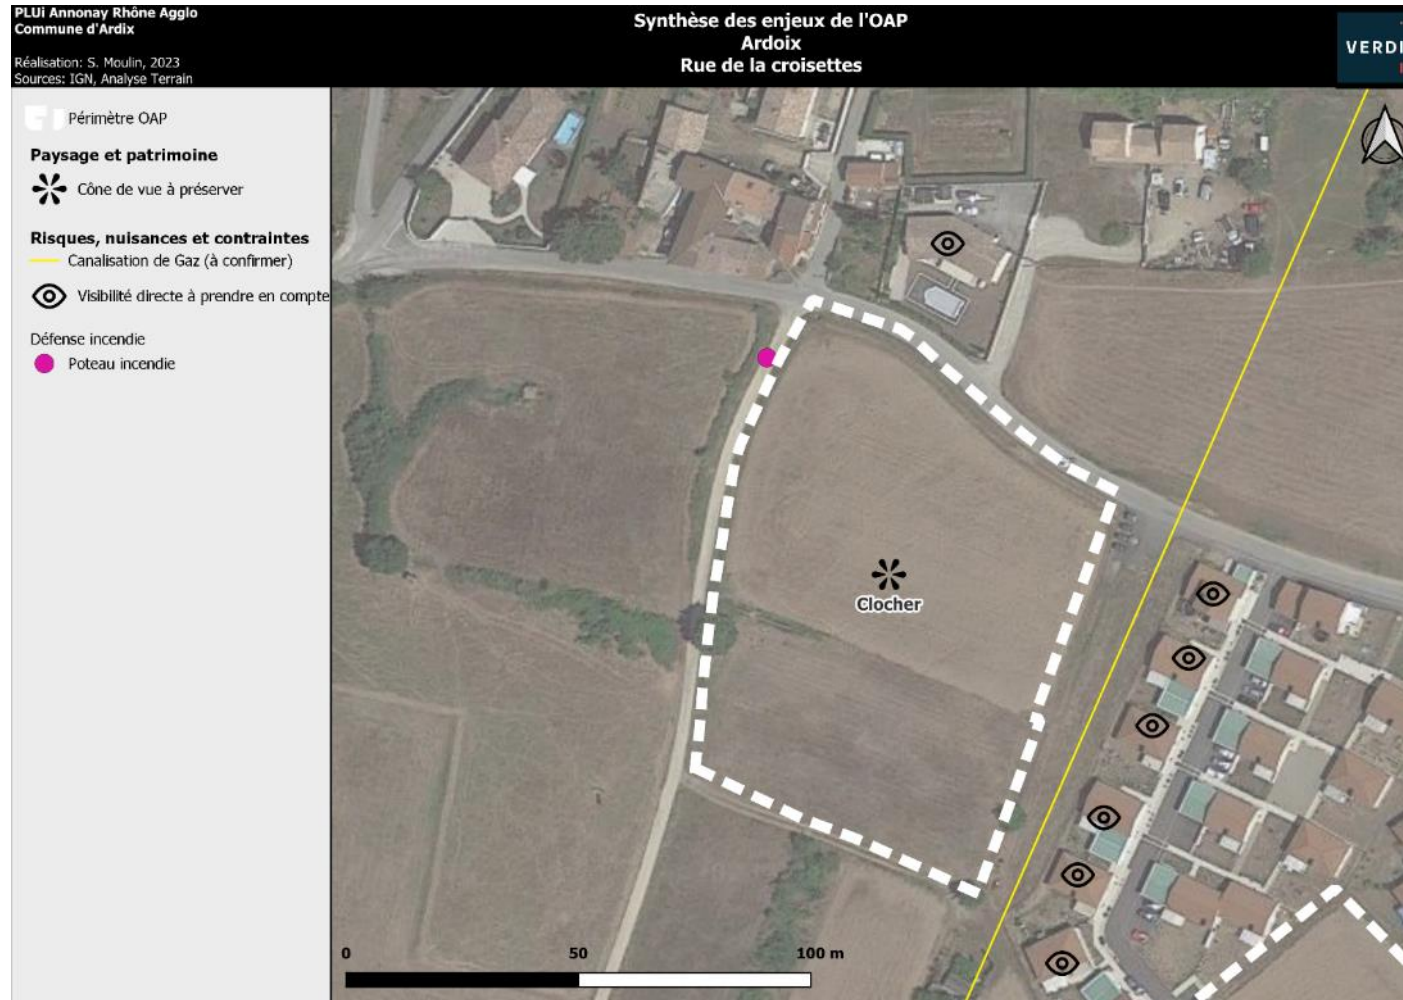 PLUi Annonay Rhône Agglo
Commune d'Ardix
Réalisation: S. Moulin, 2023
Sources: IGN, Analyse Terrain
Synthèse des enjeux de l'OAP
Ardoix
Rue de la croisettes
Périmètre OAP
Paysage et patrimoine
Cône de vue à préserver
Risques, nuisances et contraintes
Canalisation de Gaz (à confirmer)
Visibilité directe à prendre en compte
Défense incendie
Poteau incendie
Clocher
0 50 100 m